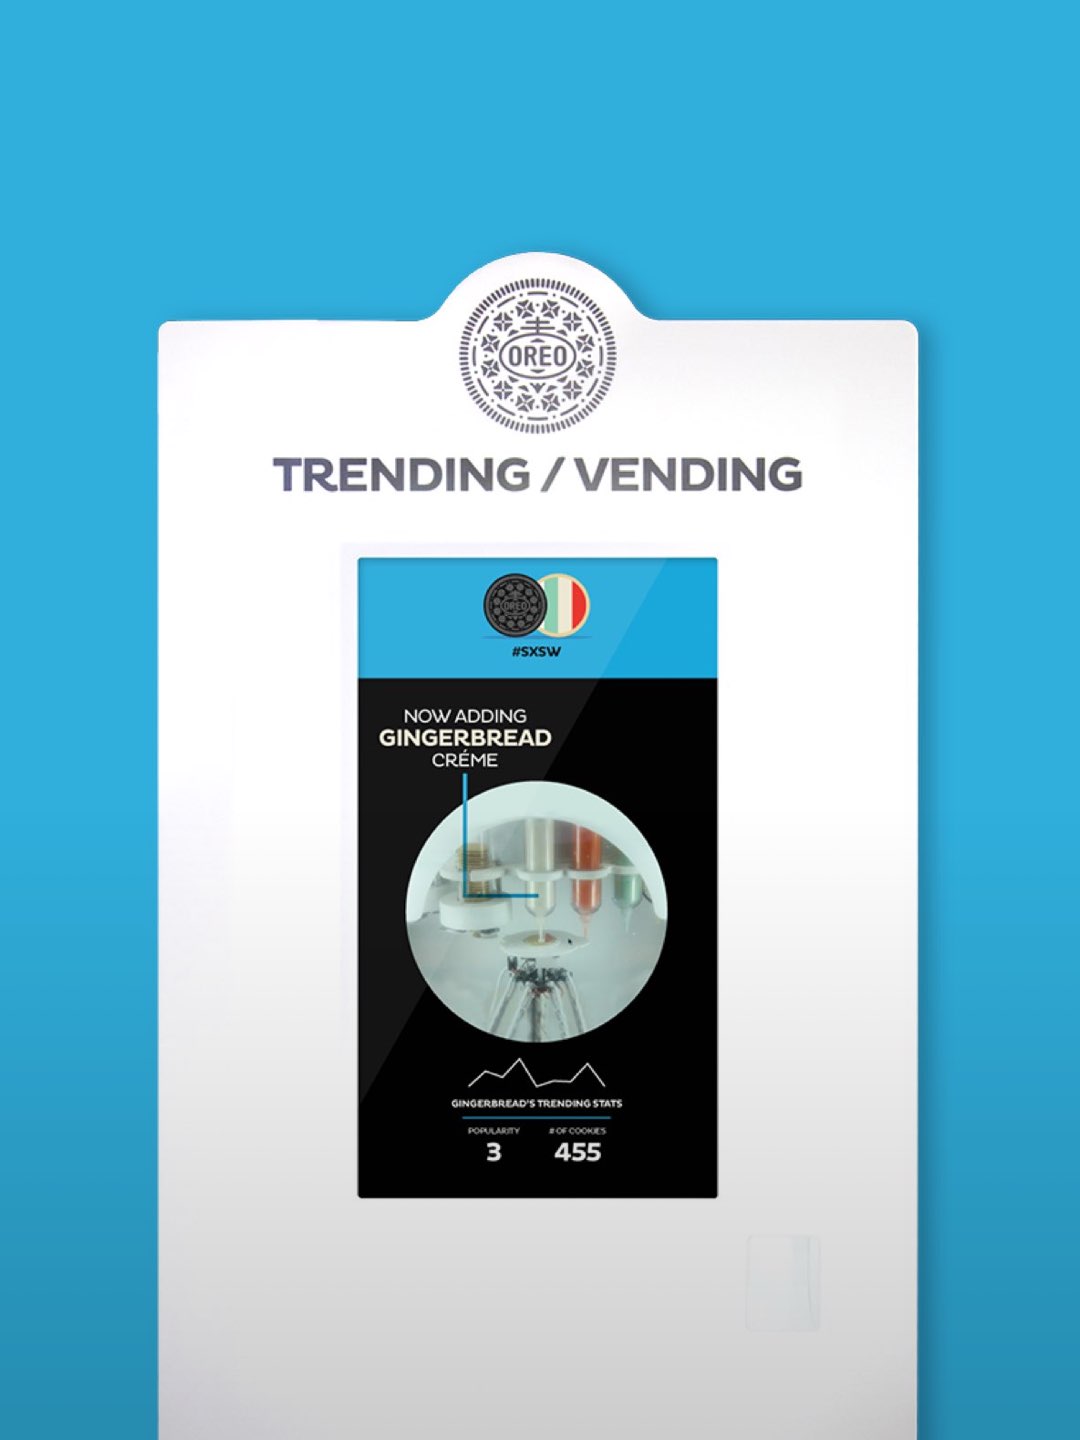 OREO
TRENDING / VENDING
OREO
#SXSW
NOW ADDING
GINGERBREAD
CRÉME
GINGERBREAD'S TRENDING STATS
POPULARITY # OF COOKIES
3 455